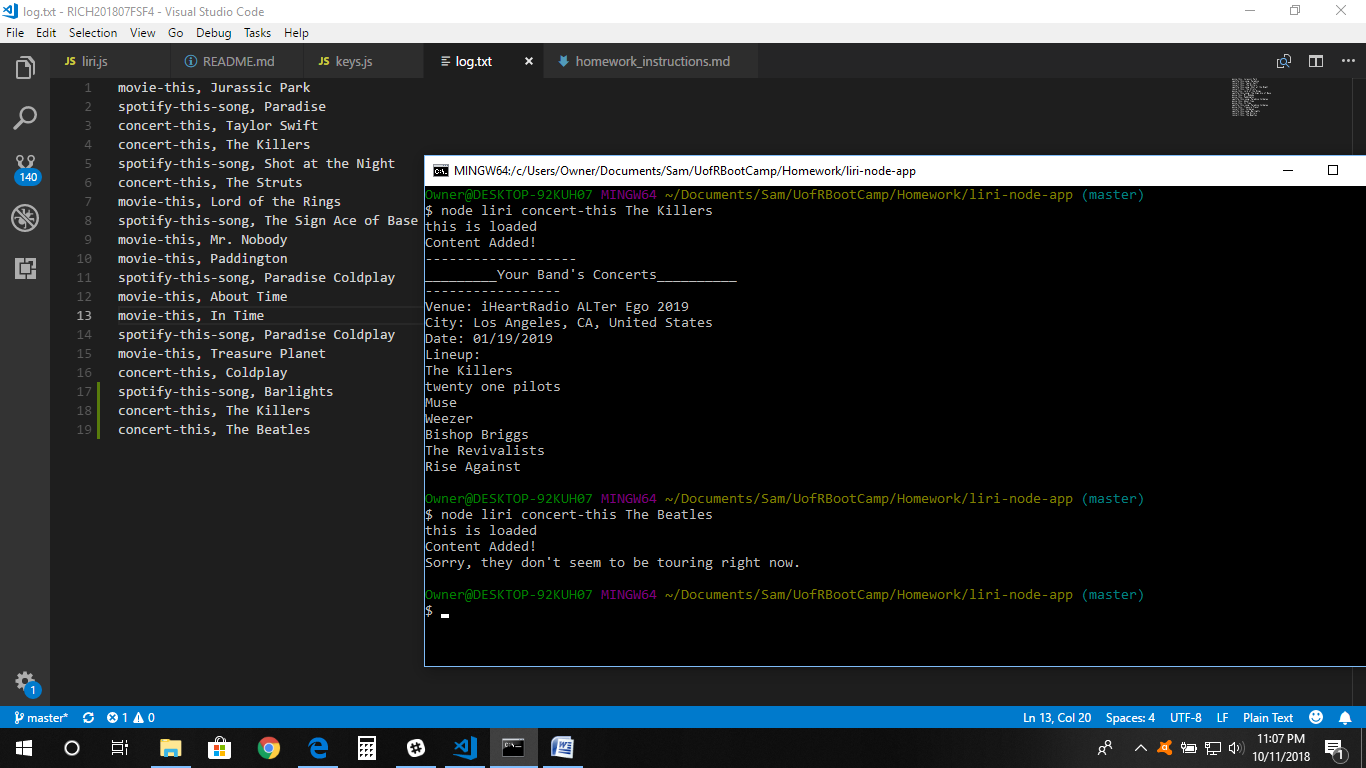 log.txt - RICH201807FSF4 - Visual Studio Code
File Edit Selection View Go Debug Tasks Help
JS liri.js README.md JS keys.js log.txt homework_instructions.md
1 movie-this, Jurassic Park
2 spotify-this-song, Paradise
3 concert-this, Taylor Swift
4 concert-this, The Killers
5 spotify-this-song, Shot at the Night
6 concert-this, The Struts
7 movie-this, Lord of the Rings
8 spotify-this-song, The Sign Ace of Base
9 movie-this, Mr. Nobody
10 movie-this, Paddington
11 spotify-this-song, Paradise Coldplay
12 movie-this, About Time
13 movie-this, In Time
14 spotify-this-song, Paradise Coldplay
15 movie-this, Treasure Planet
16 concert-this, Coldplay
17 spotify-this-song, Barlights
18 concert-this, The Killers
19 concert-this, The Beatles
140
1
MINGW64:/c/Users/Owner/Documents/Sam/UofRBootCamp/Homework/liri-node-app
Owner@DESKTOP-92KUH07 MINGW64 ~/Documents/Sam/UofRBootCamp/Homework/liri-node-app (master)
$ node liri concert-this The Killers
this is loaded
Content Added!
-------------------
_________Your Band's Concerts__________
-----------------
Venue: iHeartRadio ALTer Ego 2019
City: Los Angeles, CA, United States
Date: 01/19/2019
Lineup:
The Killers
twenty one pilots
Muse
Weezer
Bishop Briggs
The Revivalists
Rise Against
Owner@DESKTOP-92KUH07 MINGW64 ~/Documents/Sam/UofRBootCamp/Homework/liri-node-app (master)
$ node liri concert-this The Beatles
this is loaded
Content Added!
Sorry, they don't seem to be touring right now.
Owner@DESKTOP-92KUH07 MINGW64 ~/Documents/Sam/UofRBootCamp/Homework/liri-node-app (master)
$
master* 1 0 Ln 13, Col 20 Spaces: 4 UTF-8 LF Plain Text
11:07 PM
10/11/2018
1